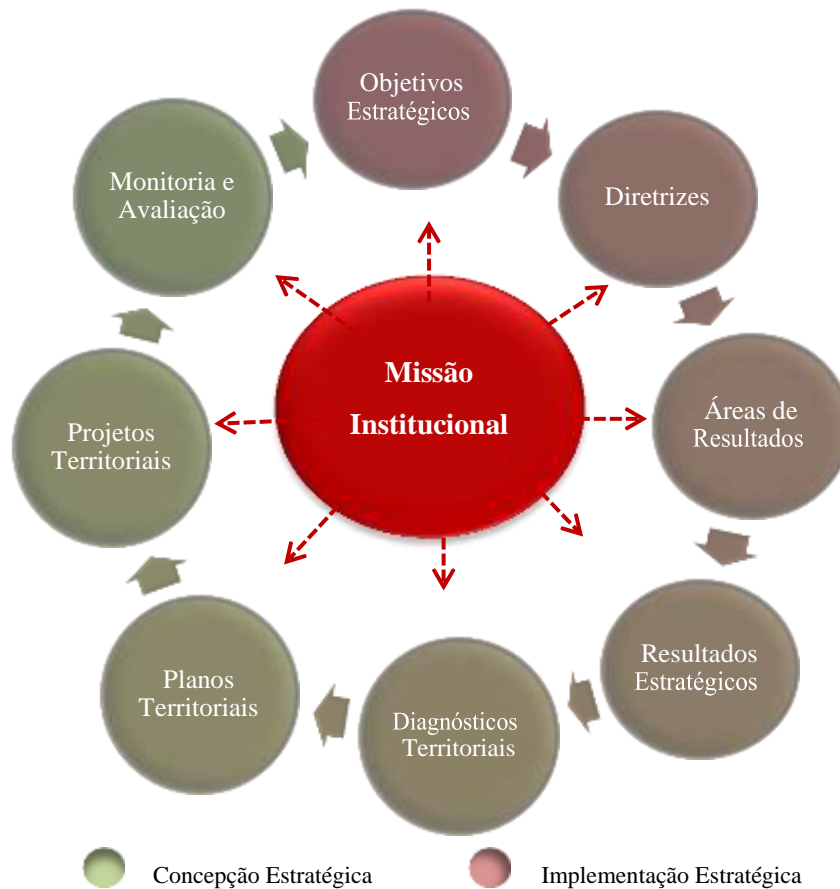 Objetivos
Estratégicos
Diretrizes
Áreas de
Resultados
Resultados
Estratégicos
Diagnósticos
Territoriais
Planos
Territoriais
Projetos
Territoriais
Monitoria e
Avaliação
Missão
Institucional
Concepção Estratégica
Implementação Estratégica